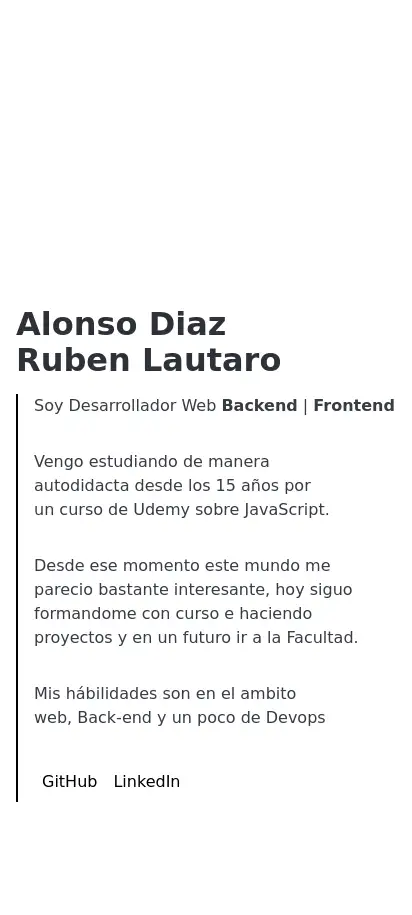 Alonso Diaz
Ruben Lautaro
Soy Desarrollador Web Backend | Frontend
Vengo estudiando de manera
autodidacta desde los 15 años por
un curso de Udemy sobre JavaScript.
Desde ese momento este mundo me
parecio bastante interesante, hoy siguo
formandome con curso e haciendo
proyectos y en un futuro ir a la Facultad.
Mis hábilidades son en el ambito
web, Back-end y un poco de Devops
GitHub LinkedIn